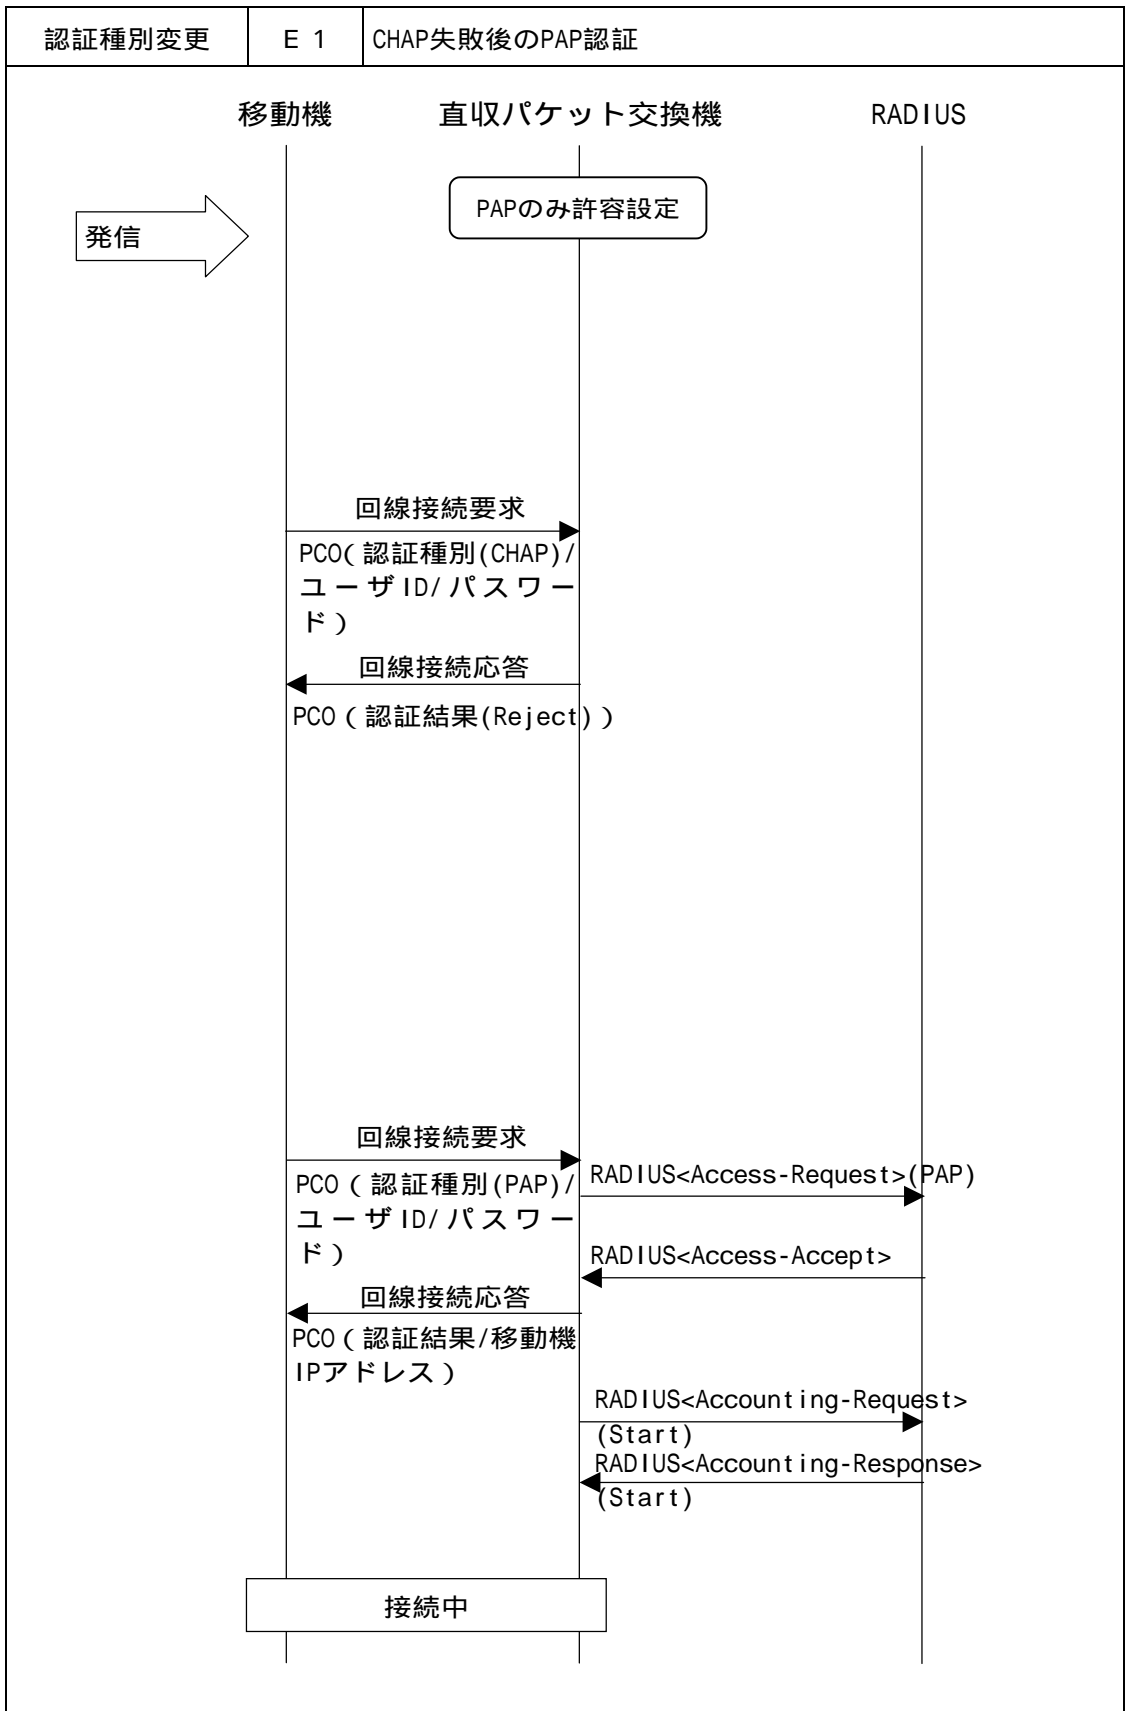 認証種別変更 E 1 CHAP失敗後のPAP認証
移動機 直収パケット交換機 RADIUS
PAPのみ許容設定
発信
回線接続要求
PCO(認証種別(CHAP)/
ユーザID/パスワー
ド)
回線接続応答
PCO(認証結果(Reject))
回線接続要求
PCO(認証種別(PAP)/
ユーザID/パスワー
ド)
RADIUS<Access-Request>(PAP)
RADIUS<Access-Accept>
回線接続応答
PCO(認証結果/移動機
IPアドレス)
RADIUS<Accounting-Request>
(Start)
RADIUS<Accounting-Response>
(Start)
接続中